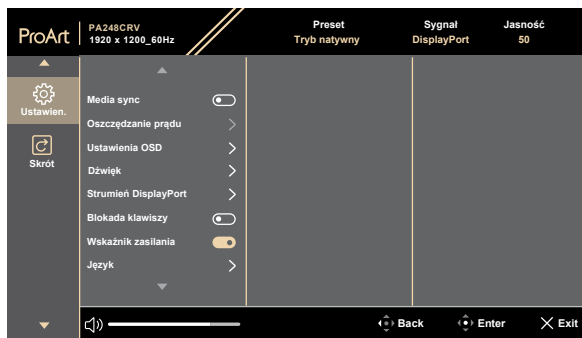 ProArt
PA248CRV
1920 x 1200_60Hz
Preset
Tryb natywny
Sygnał
DisplayPort
Jasność
50
Ustawien.
Skrót
Media sync
Oszczędzanie prądu
Ustawienia OSD
Dźwięk
Strumień DisplayPort
Blokada klawiszy
Wskaźnik zasilania
Język
Back
Enter
Exit